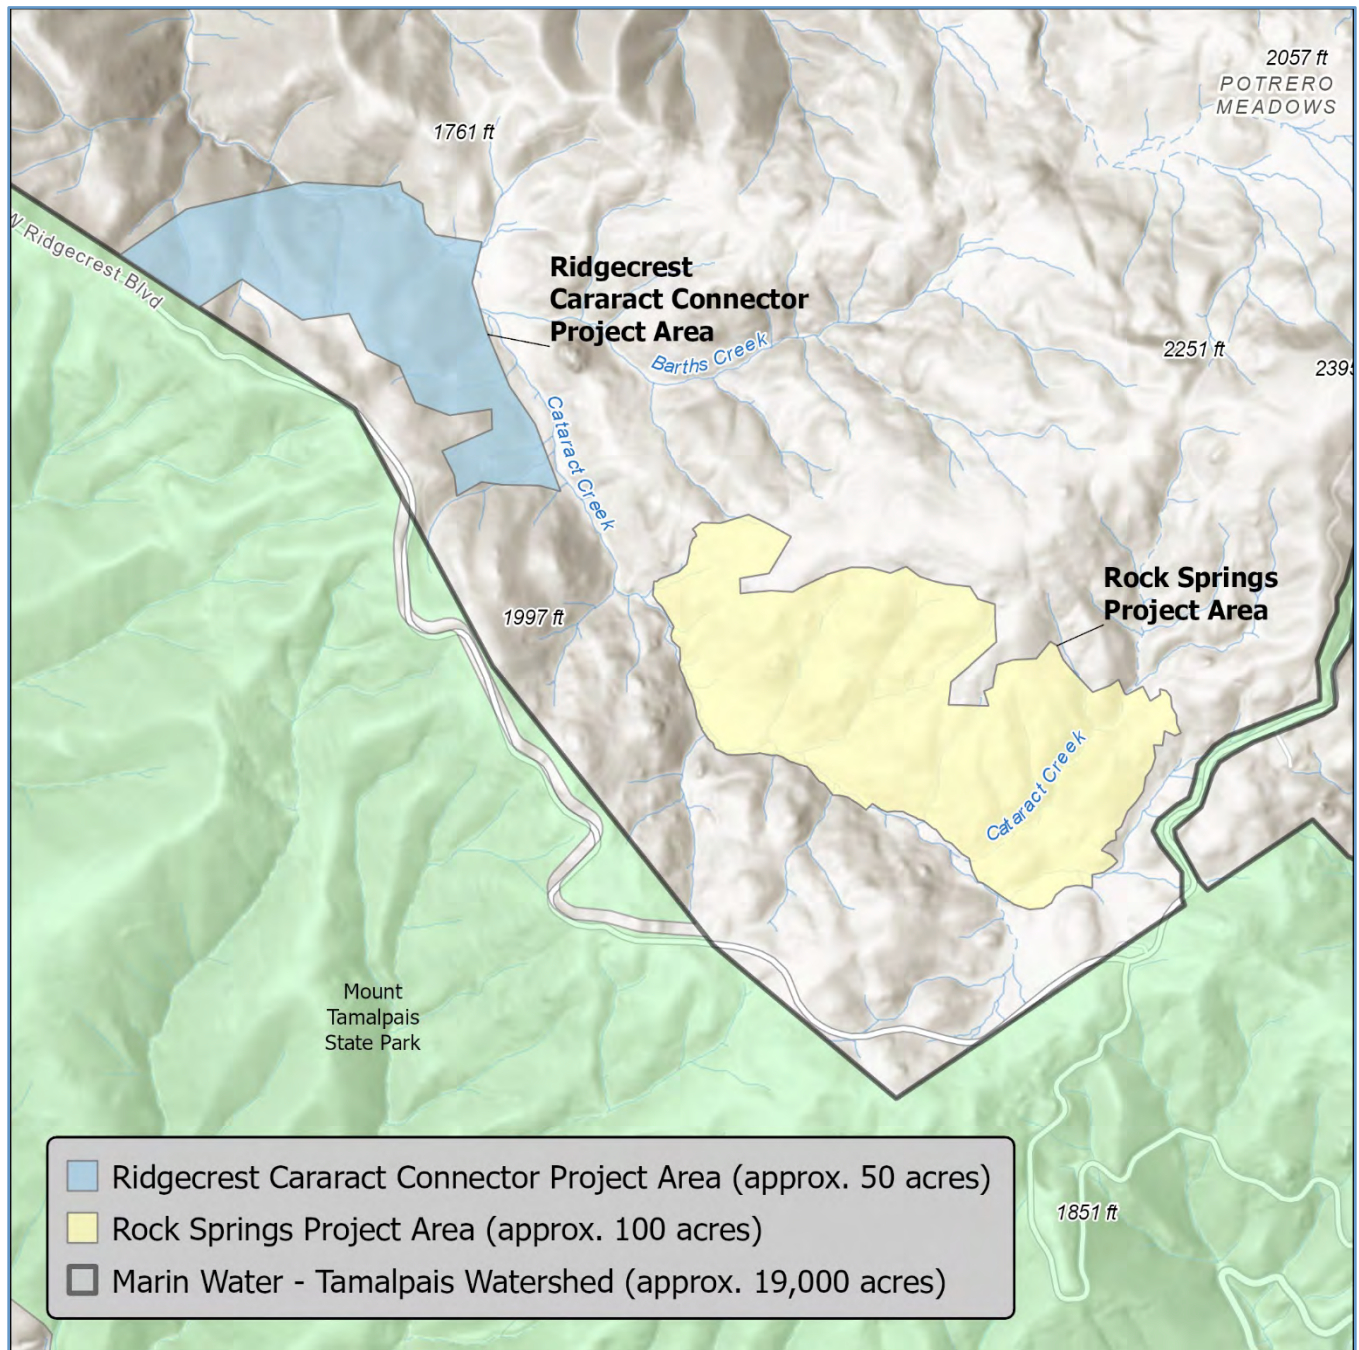 2057 ft
POTRERO
MEADOWS
1761 ft
W Ridgecrest Blvd
Ridgecrest
Cararact Connector
Project Area
Barths Creek
2251 ft
2395
Cataract Creek
Rock Springs
Project Area
1997 ft
Cataract Creek
Mount
Tamalpais
State Park
Ridgecrest Cararact Connector Project Area (approx. 50 acres)
Rock Springs Project Area (approx. 100 acres)
Marin Water - Tamalpais Watershed (approx. 19,000 acres)
1851 ft